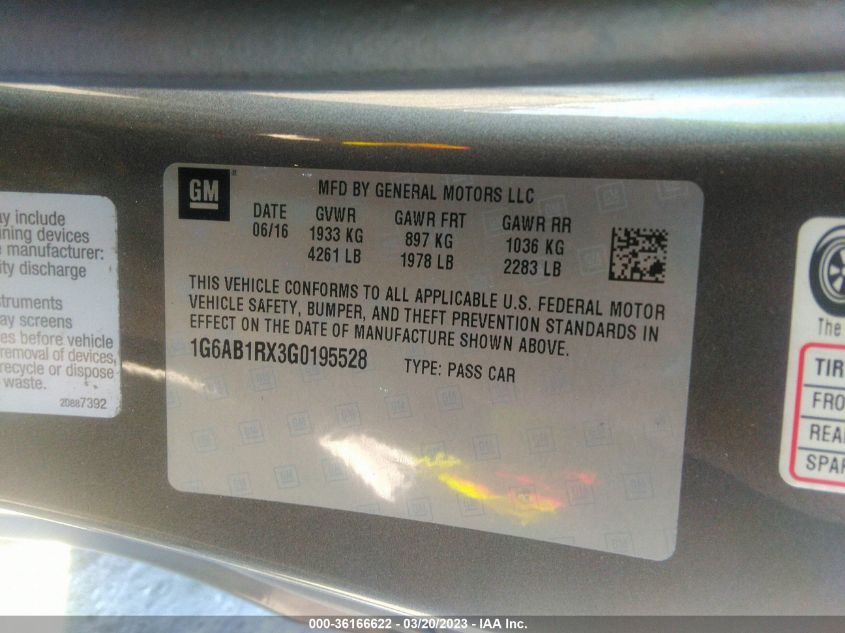 ay include
ining devices
e manufacturer:
ity discharge
struments
ay screens
es before vehicle
removal of devices,
recycle or dispose
te.
20887392
GM
MFD BY GENERAL MOTORS LLC
DATE GVWR GAWR FRT GAWR RR
06/16 1933 KG 897 KG 1036 KG
4261 LB 1978 LB 2283 LB
THIS VEHICLE CONFORMS TO ALL APPLICABLE U.S. FEDERAL MOTOR
VEHICLE SAFETY, BUMPER, AND THEFT PREVENTION STANDARDS IN
EFFECT ON THE DATE OF MANUFACTURE SHOWN ABOVE.
1G6AB1RX3G0195528 TYPE: PASS CAR
The
TIR
FRO
REA
SPAR
000-36166622 - 03/20/2023 - IAA Inc.